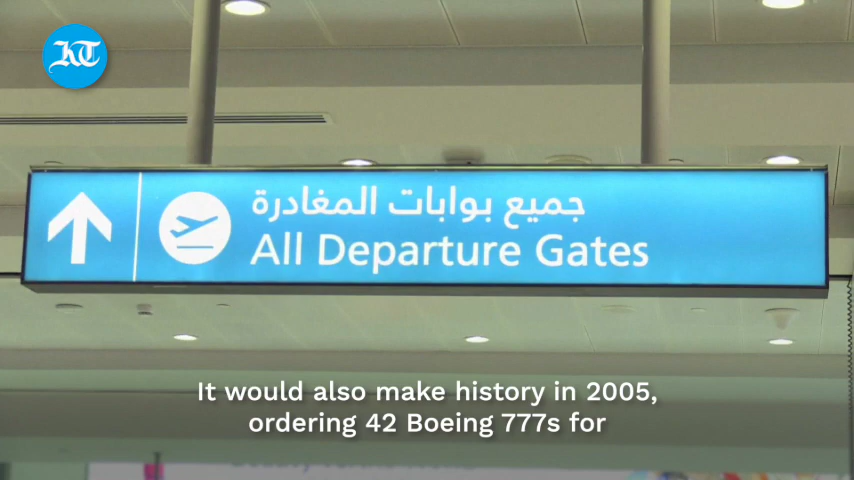 KT
جميع بوابات المغادرة
All Departure Gates
It would also make history in 2005,
ordering 42 Boeing 777s for